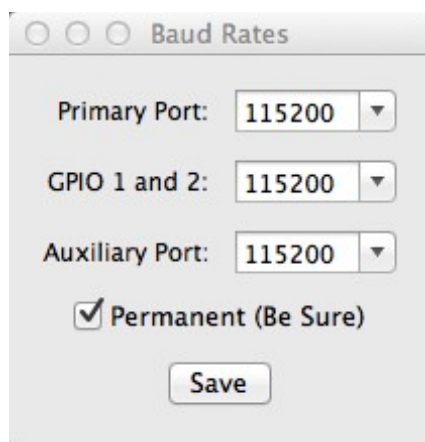 Baud Rates
Primary Port: 115200
GPIO 1 and 2: 115200
Auxiliary Port: 115200
Permanent (Be Sure)
Save